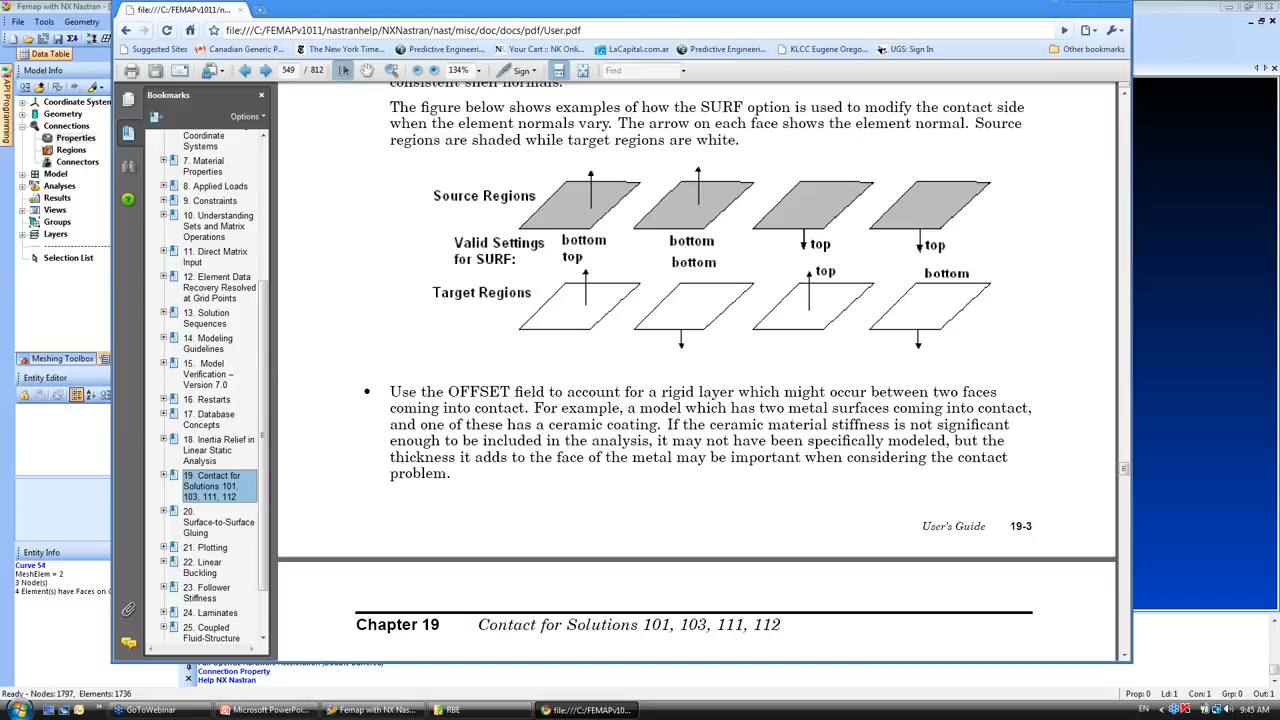 Femap with NX Nastran
file:///C:/FEMAPv1011/n...
File Tools Geometry
file:///C:/FEMAPv1011/nastranhelp/NXNastran/nast/misc/doc/docs/pdf/User.pdf
Suggested Sites
Canadian Generic P...
The New York Time...
Predictive Engineeri...
Your Cart :: NK Onli...
LaCapital.com.ar
Predictive Engineeri...
KLCC Eugene Orego...
UGS: Sign In
Other bookmarks
Data Table
Model Info
549 / 812
134%
Sign
Find
API Programming
Coordinate System
Geometry
Connections
Properties
Regions
Connectors
Model
Analyses
Results
Views
Groups
Layers
Selection List
Meshing Toolbox
Entity Editor
Entity Info
Curve 54
MeshElem = 2
3 Node(s)
4 Element(s) have Faces on C
Bookmarks
Options
Coordinate
Systems
7. Material
Properties
8. Applied Loads
9. Constraints
10. Understanding
Sets and Matrix
Operations
11. Direct Matrix
Input
12. Element Data
Recovery Resolved
at Grid Points
13. Solution
Sequences
14. Modeling
Guidelines
15. Model
Verification –
Version 7.0
16. Restarts
17. Database
Concepts
18. Inertia Relief in
Linear Static
Analysis
19 Contact for
Solutions 101,
103, 111, 112
20.
Surface-to-Surface
Gluing
21. Plotting
22. Linear
Buckling
23. Follower
Stiffness
24. Laminates
25. Coupled
Fluid-Structure
consistent shell normals.
The figure below shows examples of how the SURF option is used to modify the contact side
when the element normals vary. The arrow on each face shows the element normal. Source
regions are shaded while target regions are white.
Source Regions
Valid Settings
for SURF:
bottom
bottom
top
top
top
bottom
top
bottom
Target Regions
• Use the OFFSET field to account for a rigid layer which might occur between two faces
coming into contact. For example, a model which has two metal surfaces coming into contact,
and one of these has a ceramic coating. If the ceramic material stiffness is not significant
enough to be included in the analysis, it may not have been specifically modeled, but the
thickness it adds to the face of the metal may be important when considering the contact
problem.
User's Guide 19-3
Chapter 19 Contact for Solutions 101, 103, 111, 112
Connection Property
Help NX Nastran
Ready - Nodes: 1797, Elements: 1736
Prop: 0 Ld: 1 Con: 1 Grp: 0 Out: 1
GoToWebinar
Microsoft PowerPo...
Femap with NX Nas...
RBE
file:///C:/FEMAPv10...
EN
9:45 AM